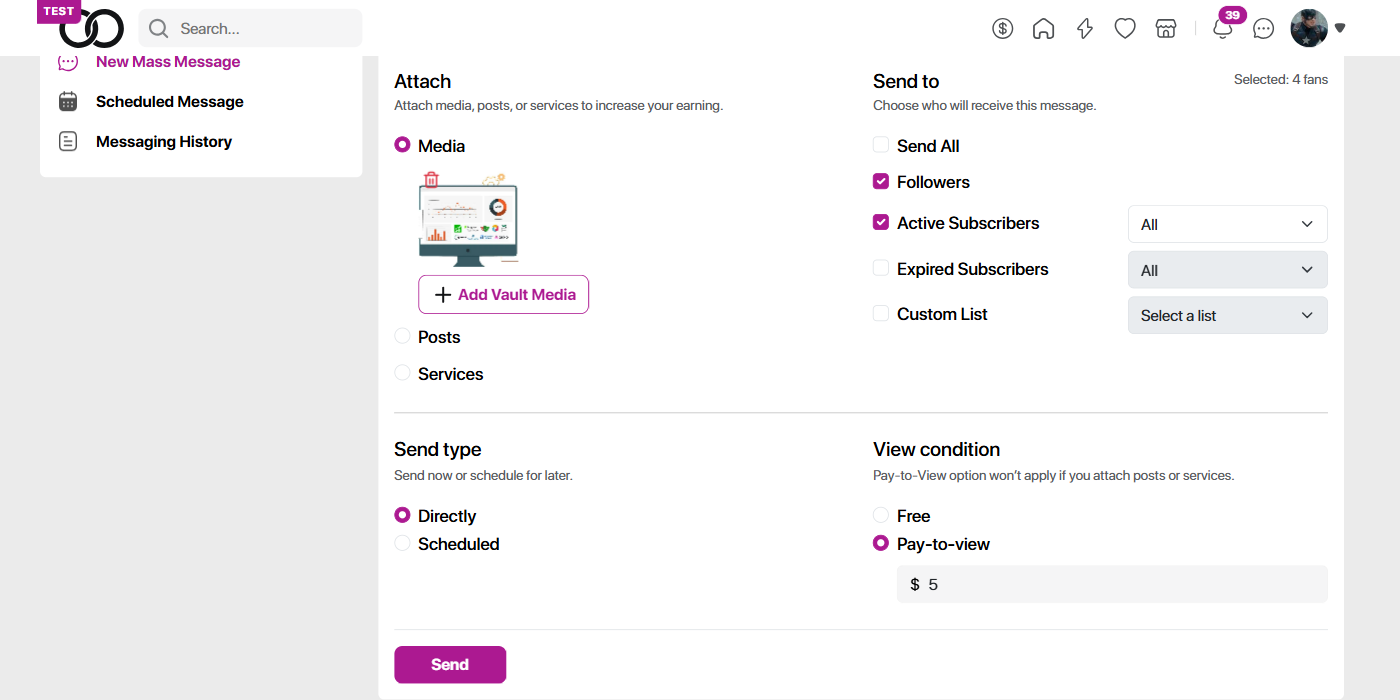 TEST
Search...
39
New Mass Message
Scheduled Message
Messaging History
Attach
Attach media, posts, or services to increase your earning.
Media
Add Vault Media
Posts
Services
Send to
Selected: 4 fans
Choose who will receive this message.
Send All
Followers
Active Subscribers
All
Expired Subscribers
All
Custom List
Select a list
Send type
Send now or schedule for later.
Directly
Scheduled
View condition
Pay-to-View option won’t apply if you attach posts or services.
Free
Pay-to-view
$ 5
Send